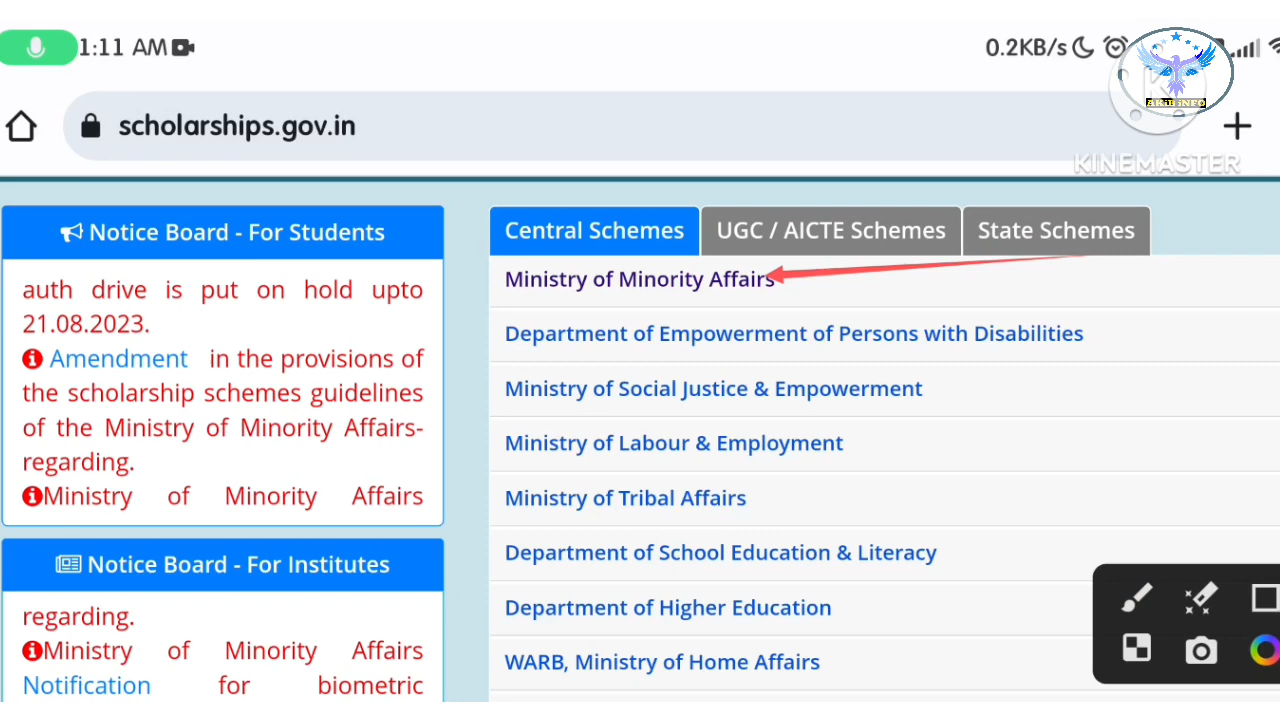 1:11 AM
0.2KB/s
AKiB iNFO
scholarships.gov.in
KINEMASTER
Notice Board - For Students
auth drive is put on hold upto
21.08.2023.
Amendment in the provisions of
the scholarship schemes guidelines
of the Ministry of Minority Affairs-
regarding.
Ministry of Minority Affairs
Notice Board - For Institutes
regarding.
Ministry of Minority Affairs
Notification for biometric
Central Schemes
UGC / AICTE Schemes
State Schemes
Ministry of Minority Affairs
Department of Empowerment of Persons with Disabilities
Ministry of Social Justice & Empowerment
Ministry of Labour & Employment
Ministry of Tribal Affairs
Department of School Education & Literacy
Department of Higher Education
WARB, Ministry of Home Affairs